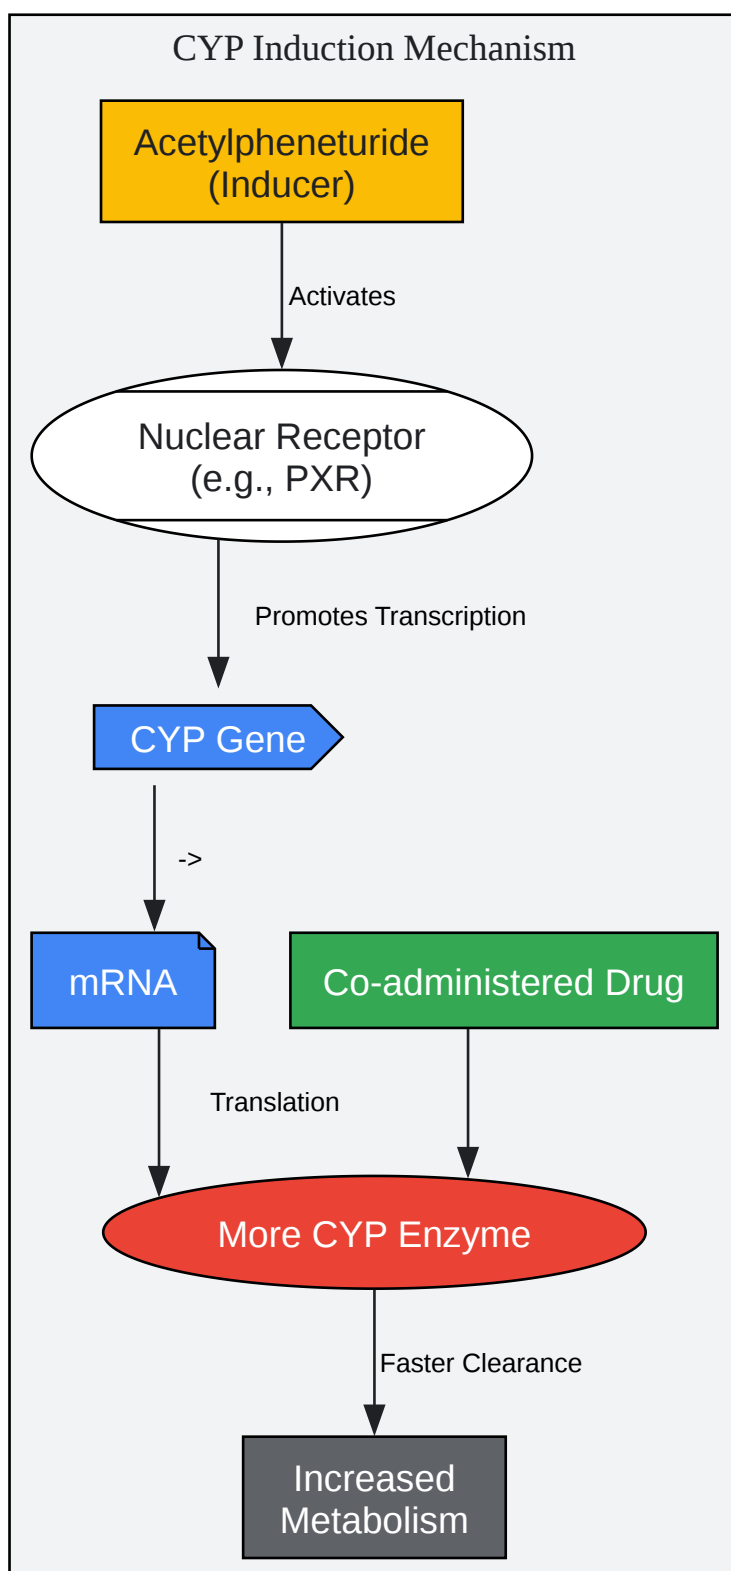 CYP Induction Mechanism
Acetylpheneturide
(Inducer)
Activates
Nuclear Receptor
(e.g., PXR)
Promotes Transcription
CYP Gene
->
mRNA
Co-administered Drug
Translation
More CYP Enzyme
Faster Clearance
Increased
Metabolism